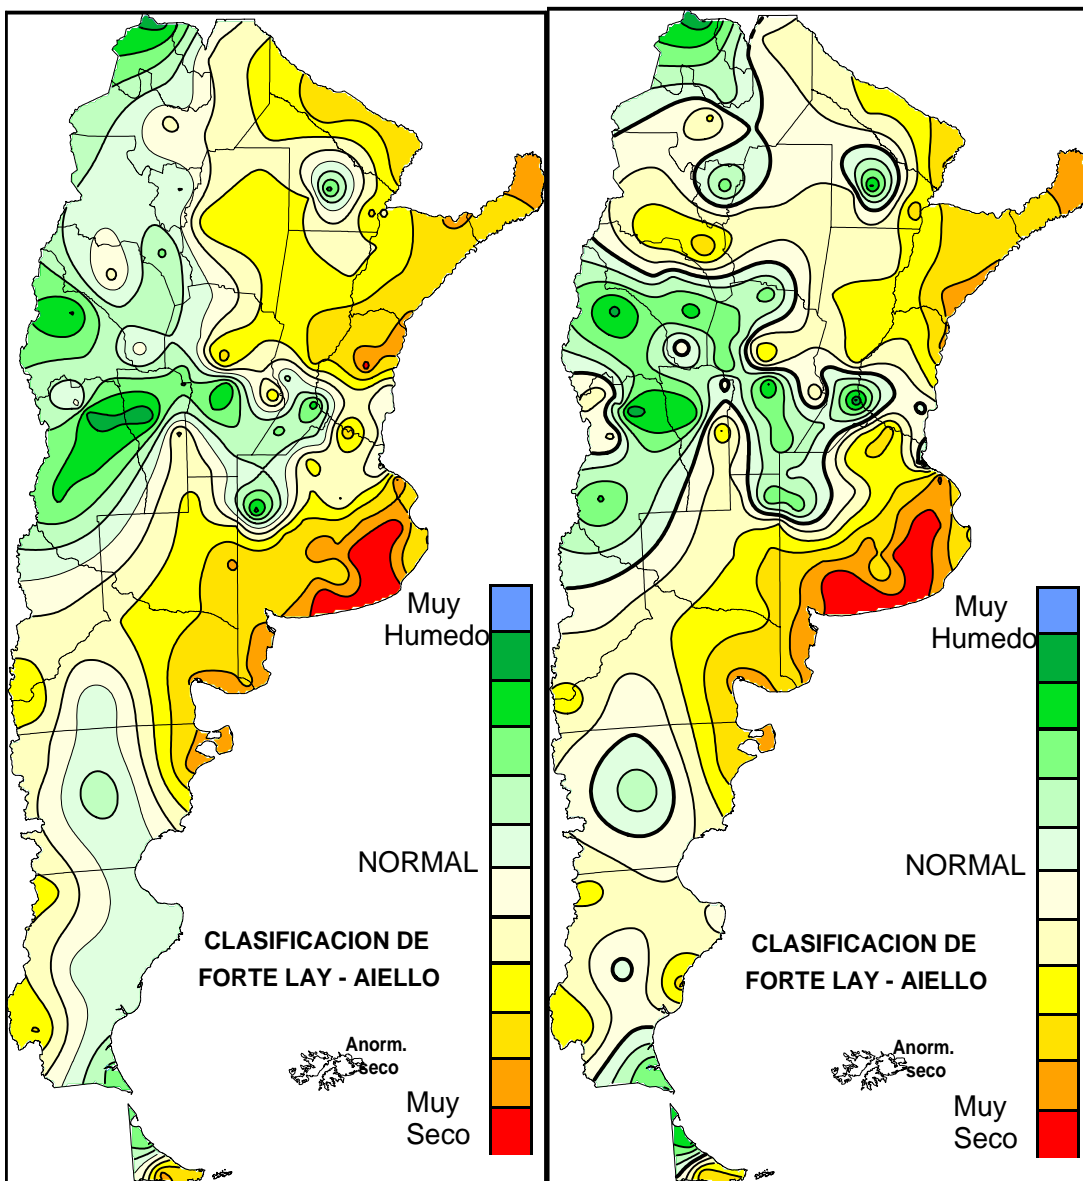 Muy
Humedo
NORMAL
CLASIFICACION DE
FORTE LAY - AIELLO
Anorm.
seco
Muy
Seco
Muy
Humedo
NORMAL
CLASIFICACION DE
FORTE LAY - AIELLO
Anorm.
seco
Muy
Seco